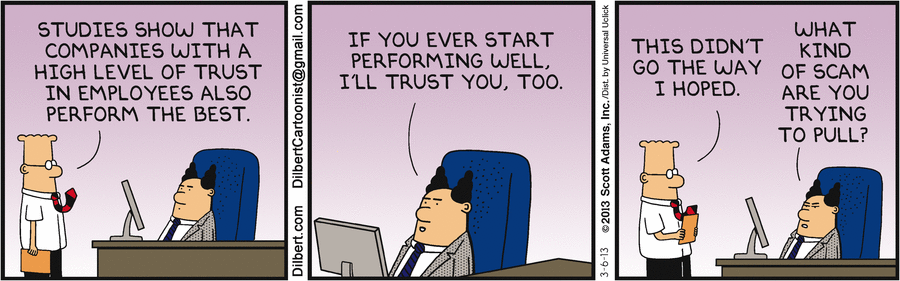 STUDIES SHOW THAT
COMPANIES WITH A
HIGH LEVEL OF TRUST
IN EMPLOYEES ALSO
PERFORM THE BEST.
Dilbert.com DilbertCartoonist@gmail.com
IF YOU EVER START
PERFORMING WELL,
I'LL TRUST YOU, TOO.
3-6-13 © 2013 Scott Adams, Inc. /Dist. by Universal Uclick
THIS DIDN'T
GO THE WAY
I HOPED.
WHAT
KIND
OF SCAM
ARE YOU
TRYING
TO PULL?